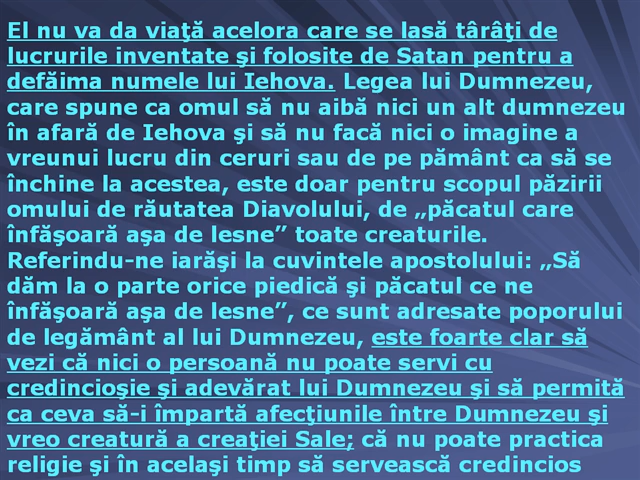 El nu va da viaţă acelora care se lasă târâţi de
lucrurile inventate şi folosite de Satan pentru a
defăima numele lui Iehova. Legea lui Dumnezeu,
care spune ca omul să nu aibă nici un alt dumnezeu
în afară de Iehova şi să nu facă nici o imagine a
vreunui lucru din ceruri sau de pe pământ ca să se
închine la acestea, este doar pentru scopul păzirii
omului de răutatea Diavolului, de „păcatul care
înfăşoară aşa de lesne” toate creaturile.
Referindu-ne iarăşi la cuvintele apostolului: „Să
dăm la o parte orice piedică şi păcatul ce ne
înfăşoară aşa de lesne”, ce sunt adresate poporului
de legământ al lui Dumnezeu, este foarte clar să
vezi că nici o persoană nu poate servi cu
credincioşie şi adevărat lui Dumnezeu şi să permită
ca ceva să-i împartă afecţiunile între Dumnezeu şi
vreo creatură a creaţiei Sale; că nu poate practica
religie şi în acelaşi timp să servească credincios